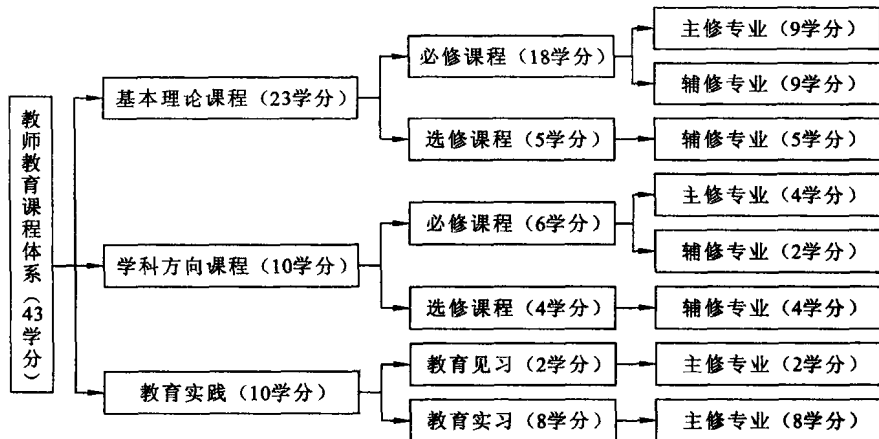 教师教育课程体系（43学分）
基本理论课程（23学分）
必修课程（18学分）
主修专业（9学分）
辅修专业（9学分）
选修课程（5学分）
辅修专业（5学分）
学科方向课程（10学分）
必修课程（6学分）
主修专业（4学分）
辅修专业（2学分）
选修课程（4学分）
辅修专业（4学分）
教育实践（10学分）
教育见习（2学分）
主修专业（2学分）
教育实习（8学分）
主修专业（8学分）